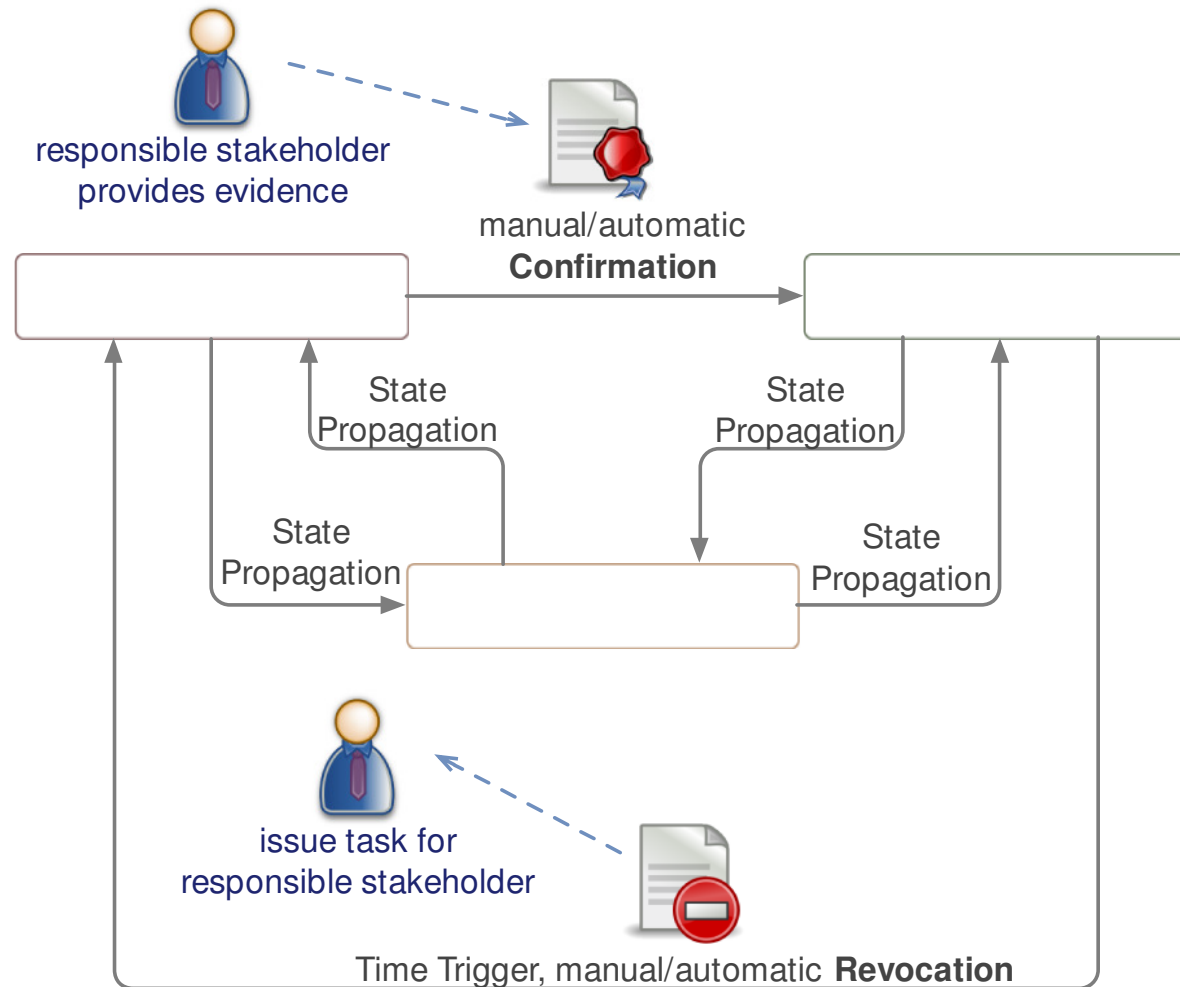 responsible stakeholder
provides evidence
manual/automatic
Confirmation
State
Propagation
State
Propagation
State
Propagation
State
Propagation
issue task for
responsible stakeholder
Time Trigger, manual/automatic Revocation